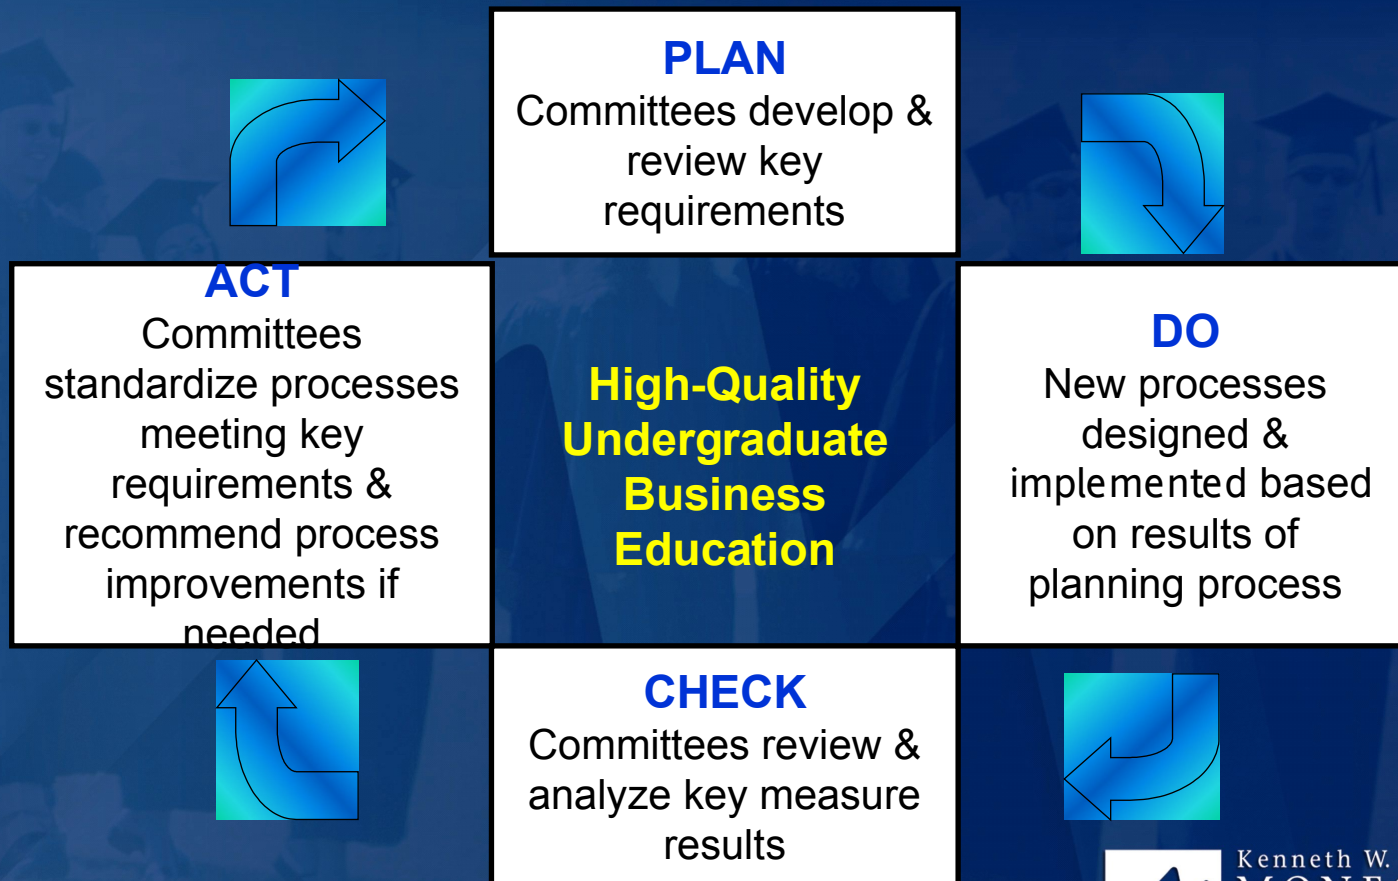 PLAN
Committees develop &
review key
requirements
ACT
Committees
standardize processes
meeting key
requirements &
recommend process
improvements if
needed
High-Quality
Undergraduate
Business
Education
DO
New processes
designed &
implemented based
on results of
planning process
CHECK
Committees review &
analyze key measure
results
Kenneth W.